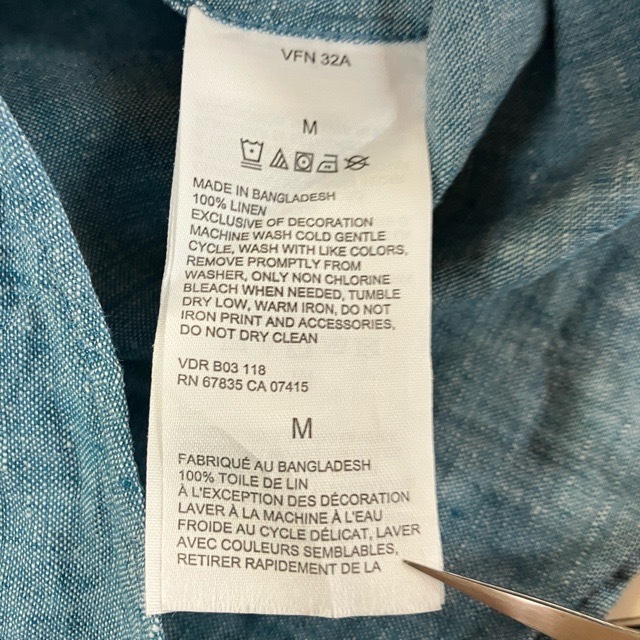 VFN 32A
M
MADE IN BANGLADESH
100% LINEN
EXCLUSIVE OF DECORATION
MACHINE WASH COLD GENTLE
CYCLE, WASH WITH LIKE COLORS,
REMOVE PROMPTLY FROM
WASHER, ONLY NON CHLORINE
BLEACH WHEN NEEDED, TUMBLE
DRY LOW, WARM IRON, DO NOT
IRON PRINT AND ACCESSORIES,
DO NOT DRY CLEAN
VDR B03 118
RN 67835 CA 07415
M
FABRIQUÉ AU BANGLADESH
100% TOILE DE LIN
À L'EXCEPTION DES DÉCORATION
LAVER À LA MACHINE À L'EAU
FROIDE AU CYCLE DÉLICAT, LAVER
AVEC COULEURS SEMBLABLES,
RETIRER RAPIDEMENT DE LA